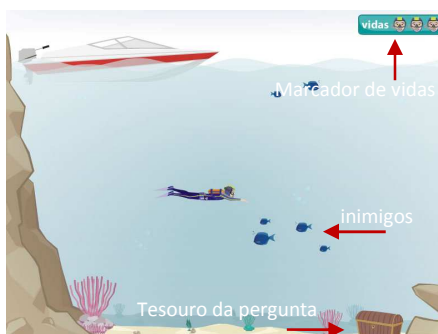 vidas
Marcador de vidas
inimigos
Tesouro da pergunta